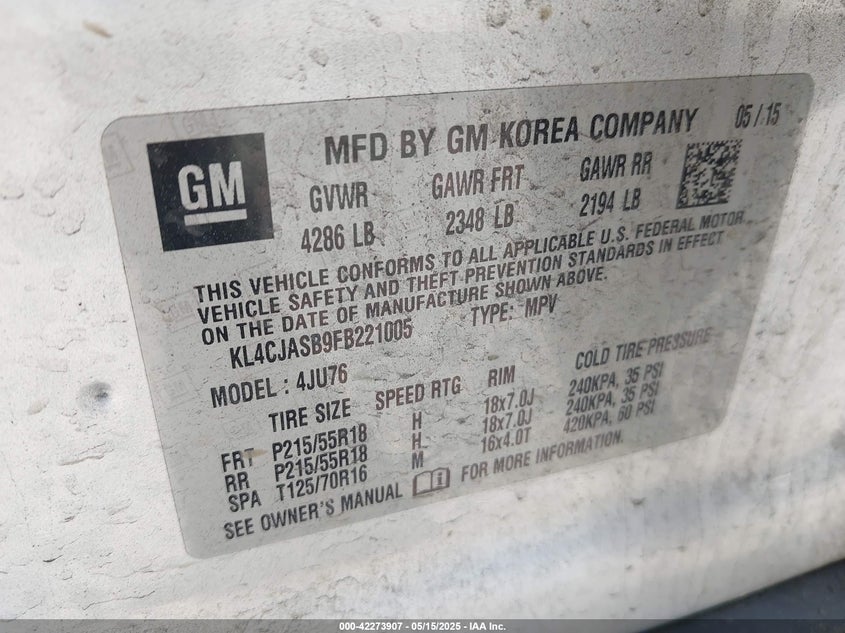 GM
MFD BY GM KOREA COMPANY 05/15
GVWR GAWR FRT GAWR RR
4286 LB 2348 LB 2194 LB
THIS VEHICLE CONFORMS TO ALL APPLICABLE U.S. FEDERAL MOTOR
VEHICLE SAFETY AND THEFT PREVENTION STANDARDS IN EFFECT
ON THE DATE OF MANUFACTURE SHOWN ABOVE.
KL4CJASB9FB221005 TYPE: MPV
MODEL : 4JU76
TIRE SIZE SPEED RTG RIM COLD TIRE PRESSURE
FRT P215/55R18 H 18x7.0J 240KPA, 35 PSI
RR P215/55R18 H 18x7.0J 240KPA, 35 PSI
SPA T125/70R16 M 16x4.0T 420KPA, 60 PSI
SEE OWNER'S MANUAL FOR MORE INFORMATION.
000-42273907 - 05/15/2025 - IAA Inc.